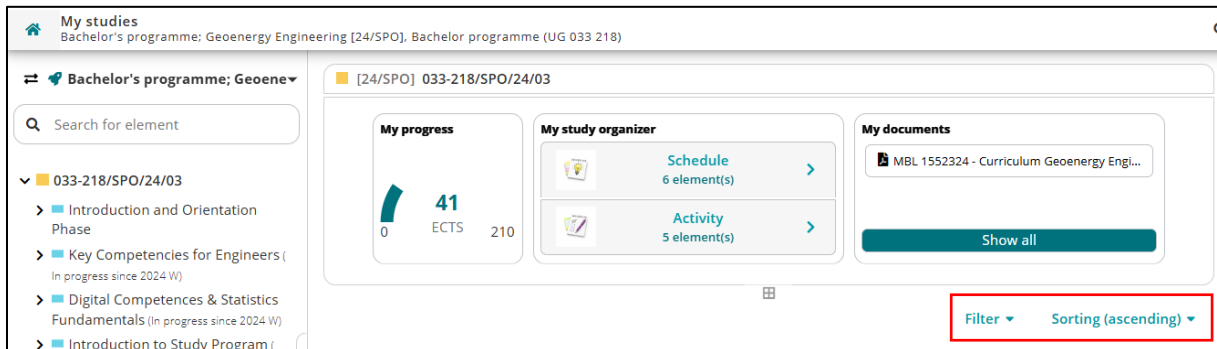 My studies
Bachelor's programme; Geoenergy Engineering [24/SPO], Bachelor programme (UG 033 218)
Bachelor's programme; Geoene
Search for element
033-218/SPO/24/03
Introduction and Orientation
Phase
Key Competencies for Engineers (
In progress since 2024 W)
Digital Competences & Statistics
Fundamentals (In progress since 2024 W)
Introduction to Study Program (
[24/SPO] 033-218/SPO/24/03
My progress
41
ECTS
0
210
My study organizer
Schedule
6 element(s)
Activity
5 element(s)
My documents
MBL 1552324 - Curriculum Geoenergy Engi...
Show all
Filter
Sorting (ascending)